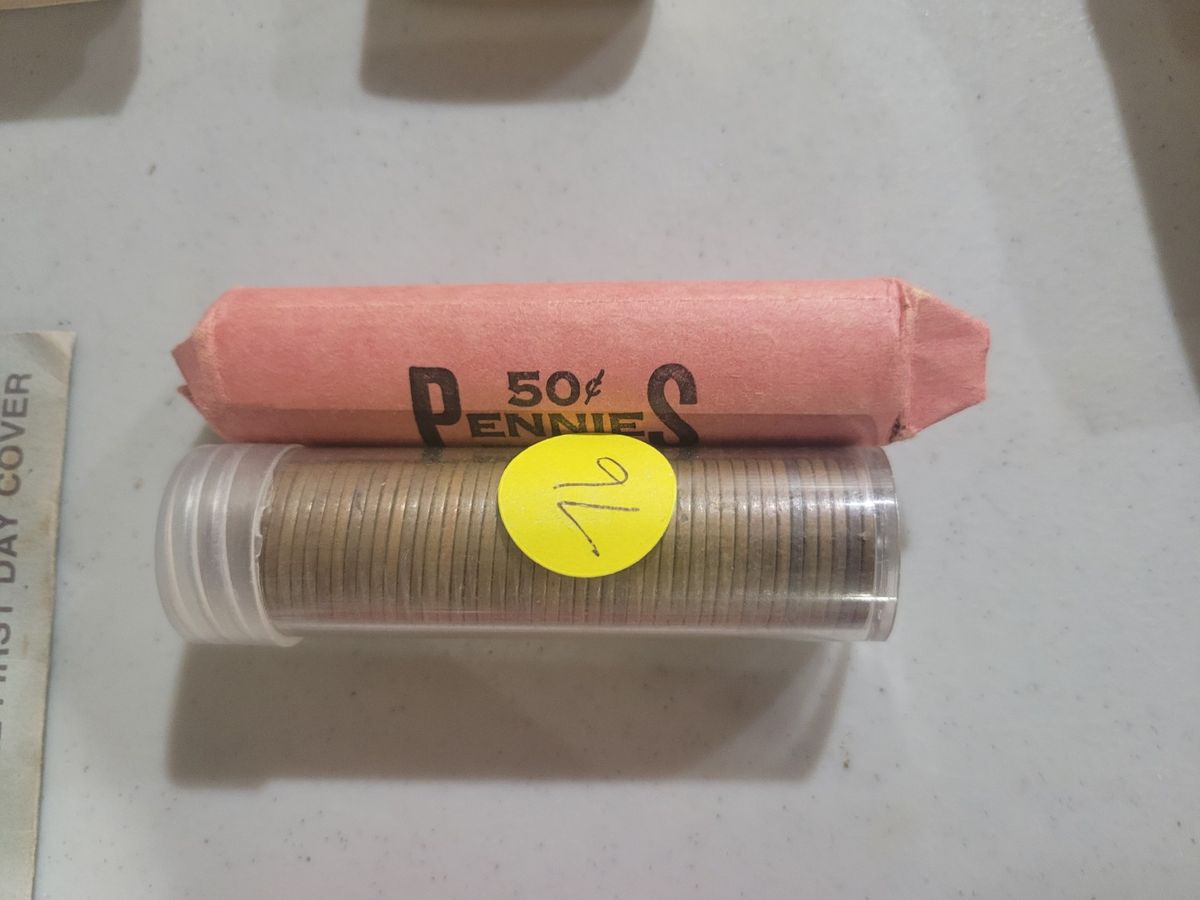 50¢
PENNIES
FIRST DAY COVER